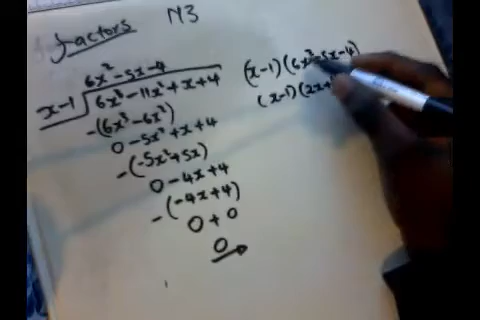 Factors N3
6x² - 5x - 4
x-1 6x³ - 11x² + x + 4
-(6x³ - 6x²)
0 - 5x² + x + 4
-(-5x² + 5x)
0 - 4x + 4
-(-4x + 4)
0 + 0
0
(x-1)(6x² - 5x - 4)
(x-1)(2x+